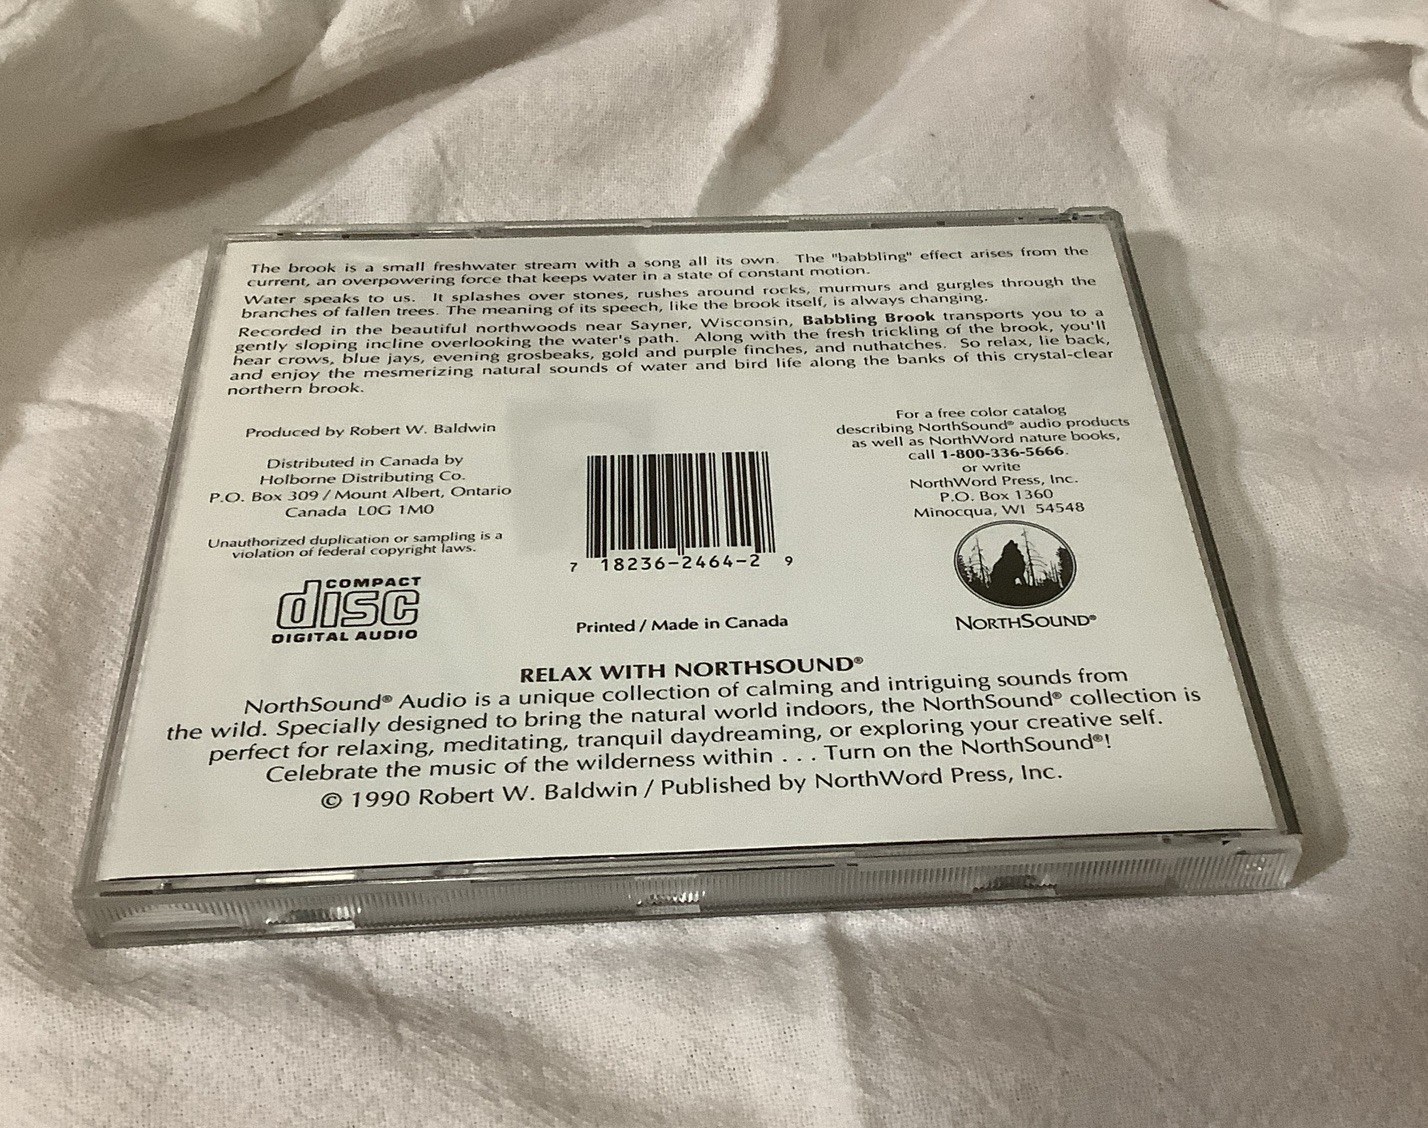 The brook is a small freshwater stream with a song all its own. The "babbling" effect arises from the
current, an overpowering force that keeps water in a state of constant motion.
Water speaks to us. It splashes over stones, rushes around rocks, murmurs and gurgles through the
branches of fallen trees. The meaning of its speech, like the brook itself, is always changing.
Recorded in the beautiful northwoods near Sayner, Wisconsin, Babbling Brook transports you to a
gently sloping incline overlooking the water's path. Along with the fresh trickling of the brook, you'll
hear crows, blue jays, evening grosbeaks, gold and purple finches, and nuthatches. So relax, lie back,
and enjoy the mesmerizing natural sounds of water and bird life along the banks of this crystal-clear
northern brook.
Produced by Robert W. Baldwin
Distributed in Canada by
Holborne Distributing Co.
P.O. Box 309 / Mount Albert, Ontario
Canada L0G 1M0
Unauthorized duplication or sampling is a
violation of federal copyright laws.
COMPACT
disc
DIGITAL AUDIO
7 18236-2464-2 9
Printed / Made in Canada
For a free color catalog
describing NorthSound® audio products
as well as NorthWord nature books,
call 1-800-336-5666.
or write
NorthWord Press, Inc.
P.O. Box 1360
Minocqua, WI 54548
NORTHSOUND®
RELAX WITH NORTHSOUND®
NorthSound® Audio is a unique collection of calming and intriguing sounds from
the wild. Specially designed to bring the natural world indoors, the NorthSound® collection is
perfect for relaxing, meditating, tranquil daydreaming, or exploring your creative self.
Celebrate the music of the wilderness within . . . Turn on the NorthSound®!
© 1990 Robert W. Baldwin / Published by NorthWord Press, Inc.